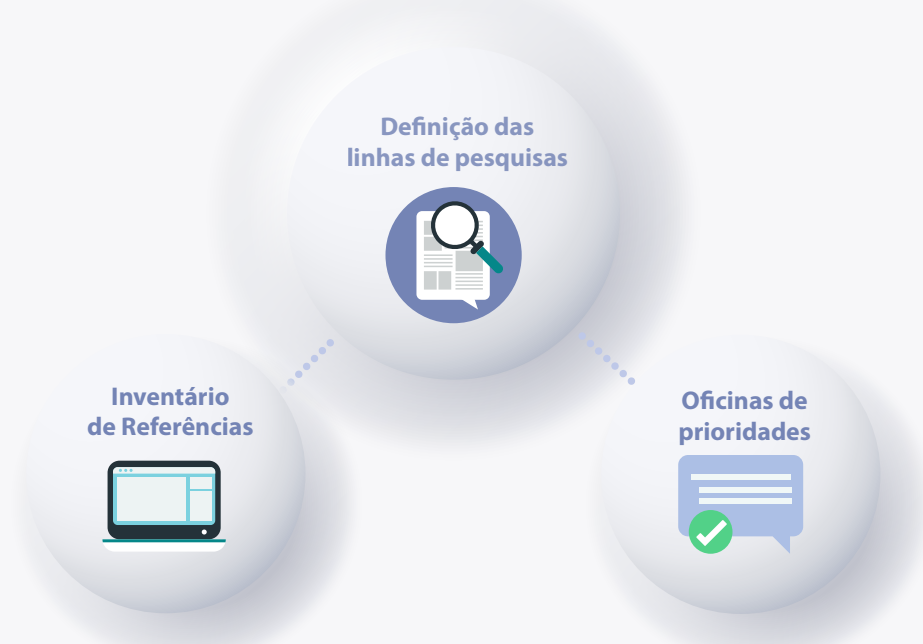 Definição das
linhas de pesquisas
Inventário
de Referências
Oficinas de
prioridades